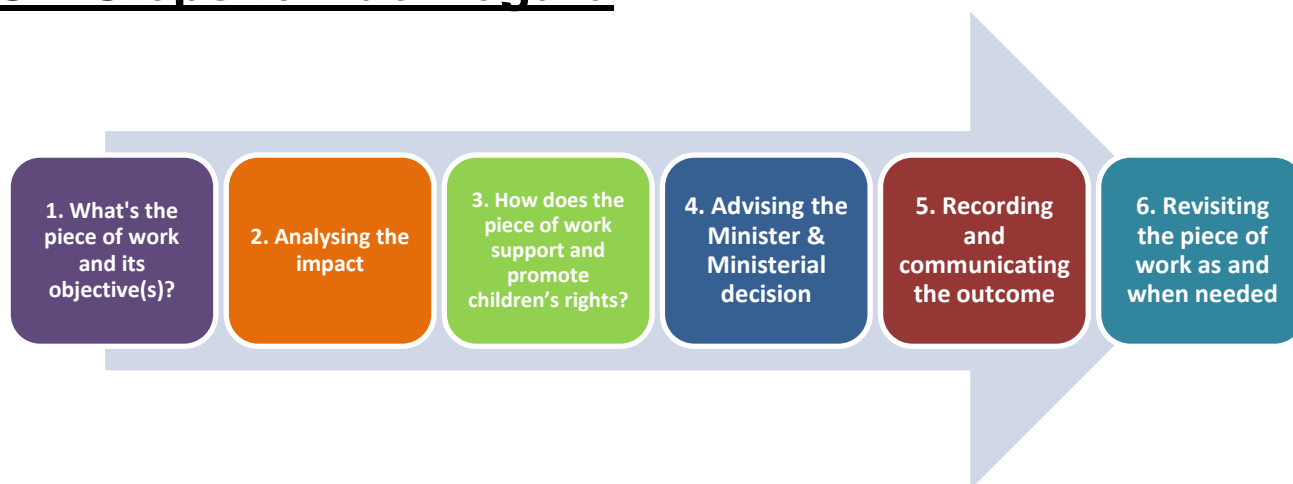 1. What's the
piece of work
and its
objective(s)?
2. Analysing the
impact
3. How does the
piece of work
support and
promote
children's rights?
4. Advising the
Minister &
Ministerial
decision
5. Recording
and
communicating
the outcome
6. Revisiting
the piece of
work as and
when needed